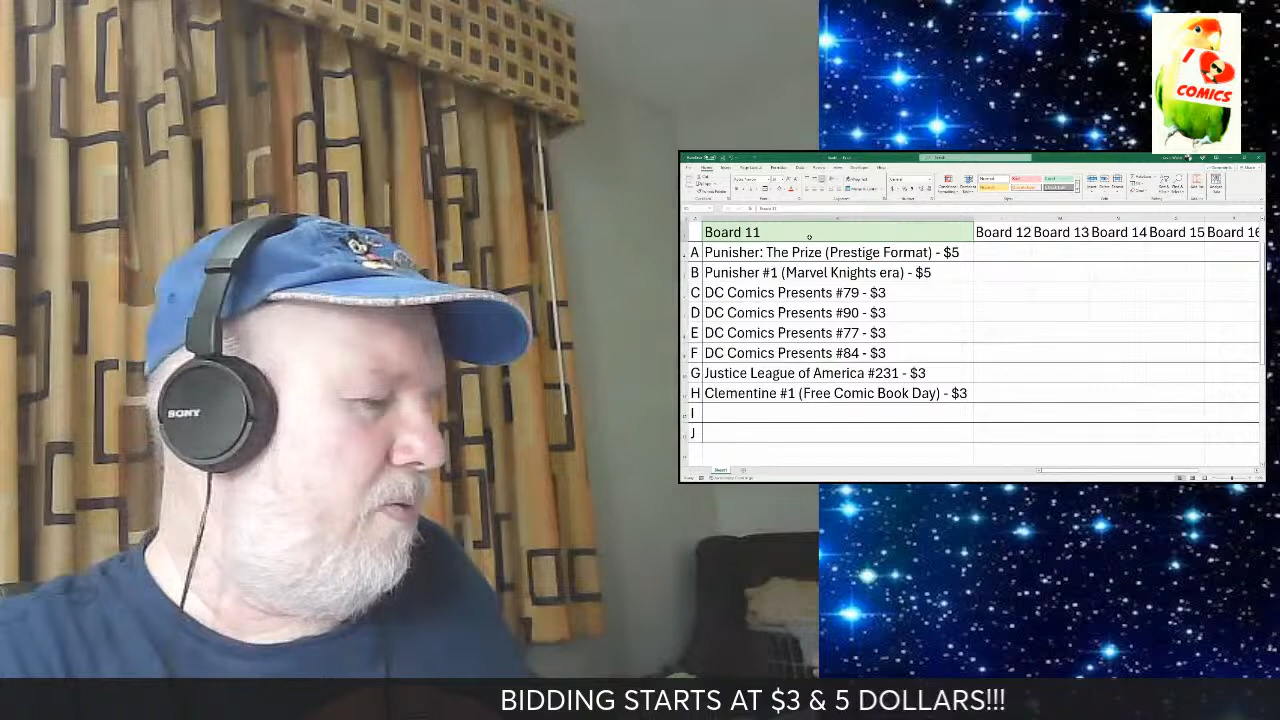 I
COMICS
SONY
Board 11
Board 12 Board 13 Board 14 Board 15 Board 16
A Punisher: The Prize (Prestige Format) - $5
B Punisher #1 (Marvel Knights era) - $5
C DC Comics Presents #79 - $3
D DC Comics Presents #90 - $3
E DC Comics Presents #77 - $3
F DC Comics Presents #84 - $3
G Justice League of America #231 - $3
H Clementine #1 (Free Comic Book Day) - $3
I
J
BIDDING STARTS AT $3 & 5 DOLLARS!!!